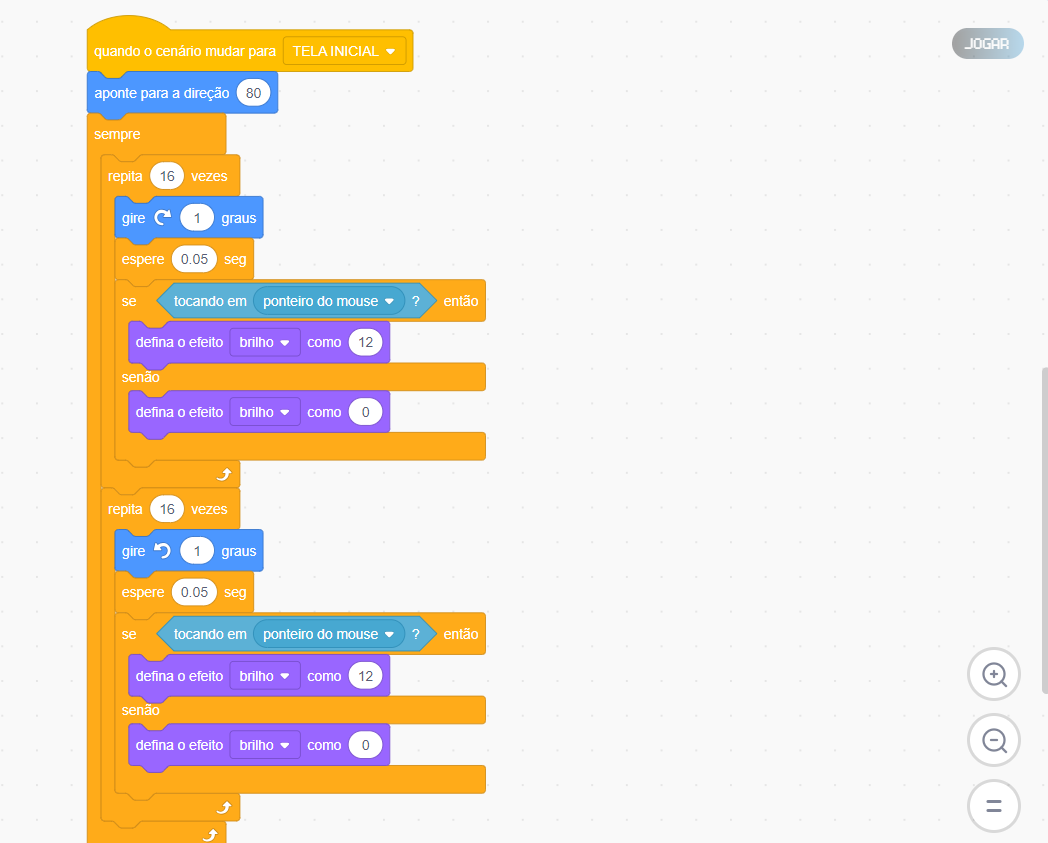 quando o cenário mudar para TELA INICIAL
JOGAR
aponte para a direção 80
sempre
repita 16 vezes
gire 1 graus
espere 0.05 seg
se tocando em ponteiro do mouse ? então
defina o efeito brilho como 12
senão
defina o efeito brilho como 0
repita 16 vezes
gire 1 graus
espere 0.05 seg
se tocando em ponteiro do mouse ? então
defina o efeito brilho como 12
senão
defina o efeito brilho como 0